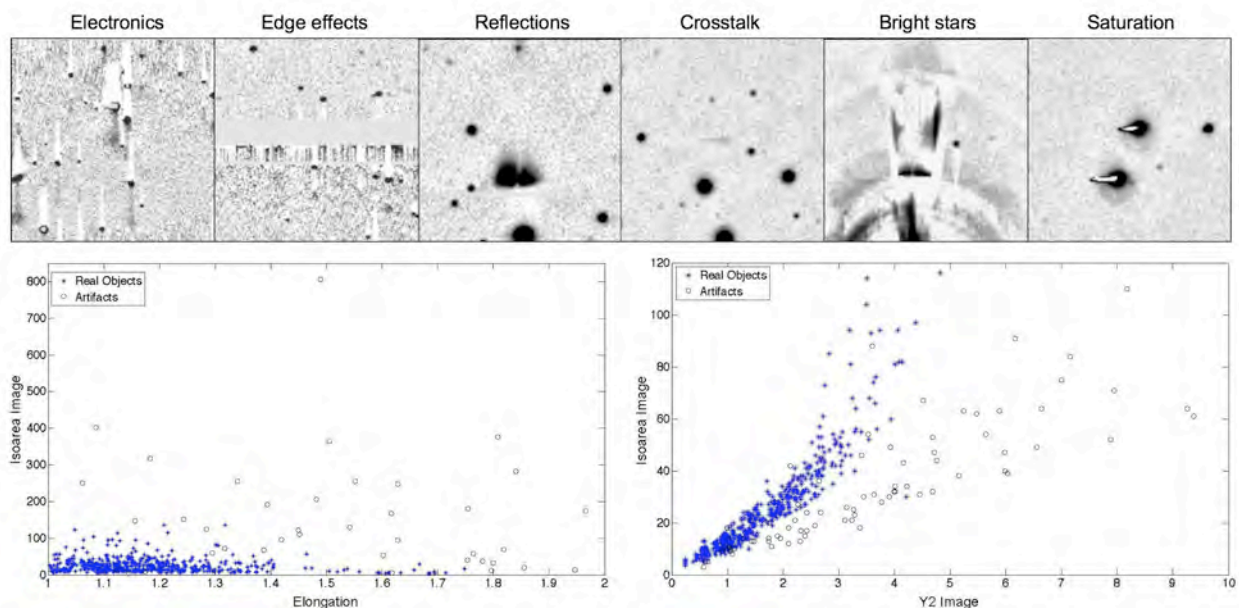 Electronics Edge effects Reflections Crosstalk Bright stars Saturation
800
700
600
500
400
300
200
100
0
Isoarea Image
Real Objects
Artifacts
1 1.1 1.2 1.3 1.4 1.5 1.6 1.7 1.8 1.9 2
Elongation
120
100
80
60
40
20
0
Isoarea Image
Real Objects
Artifacts
0 1 2 3 4 5 6 7 8 9 10
Y2 Image